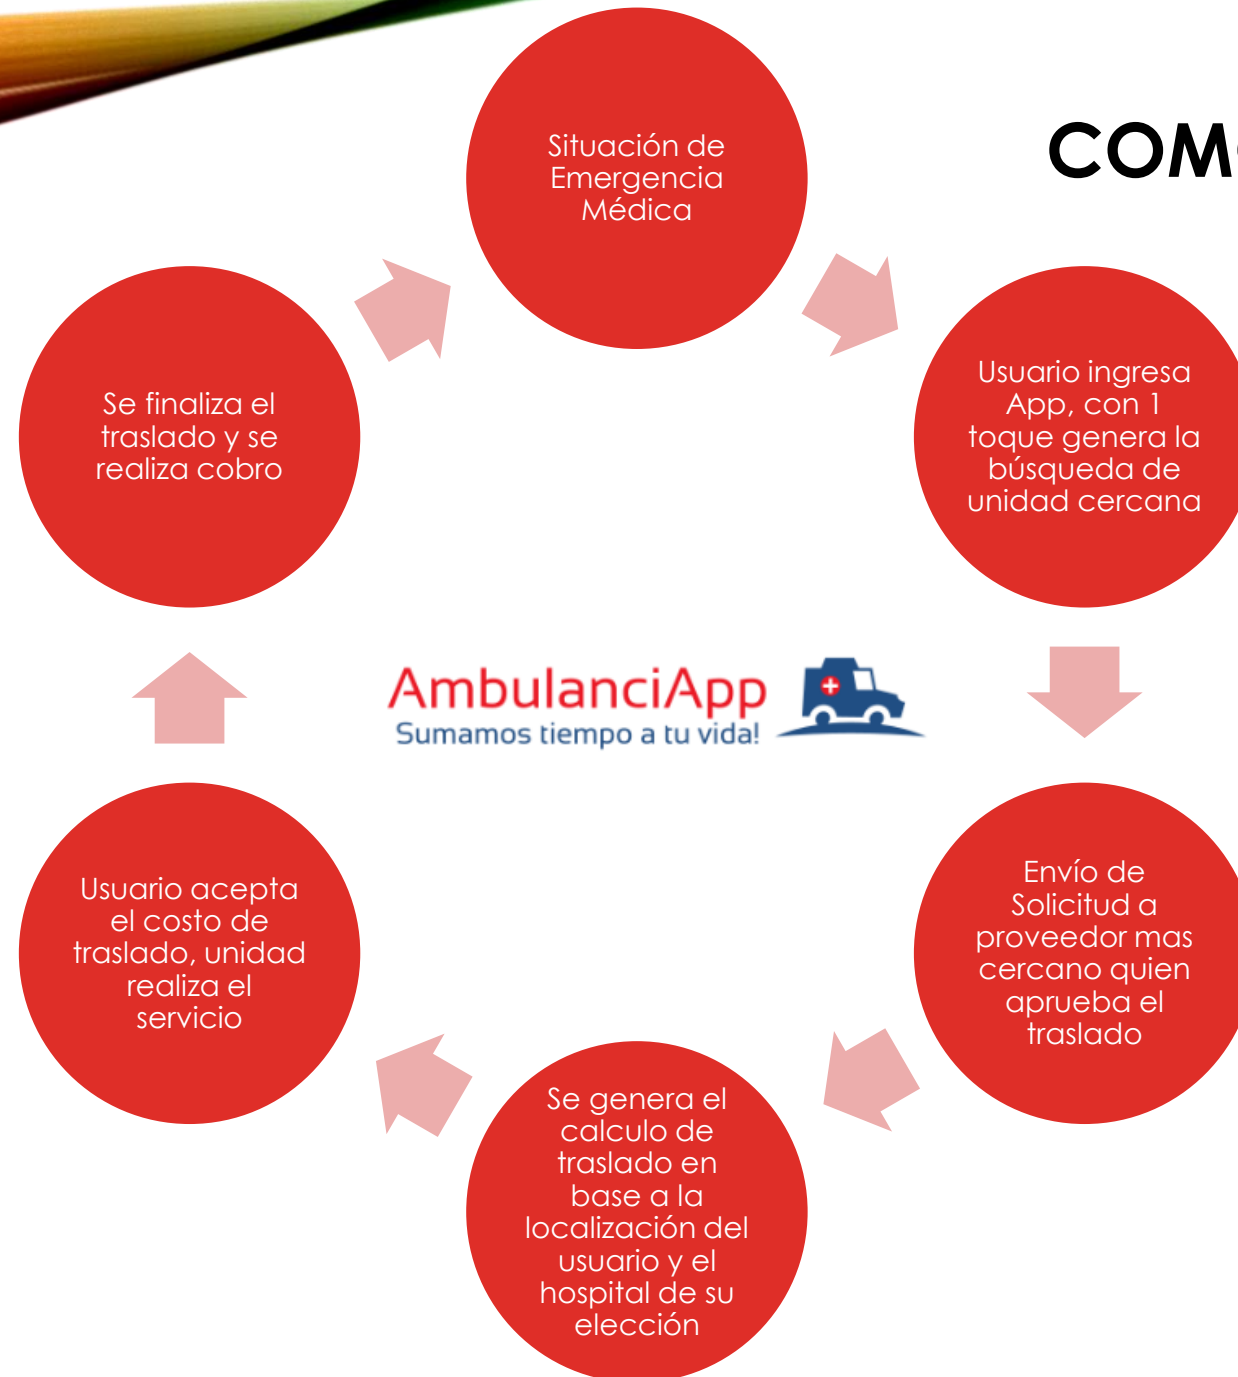 COMO
Situación de
Emergencia
Médica
Usuario ingresa
App, con 1
toque genera la
búsqueda de
unidad cercana
Envío de
Solicitud a
proveedor mas
cercano quien
aprueba el
traslado
Se genera el
calculo de
traslado en
base a la
localización del
usuario y el
hospital de su
elección
Usuario acepta
el costo de
traslado, unidad
realiza el
servicio
Se finaliza el
traslado y se
realiza cobro
AmbulanciApp
Sumamos tiempo a tu vida!